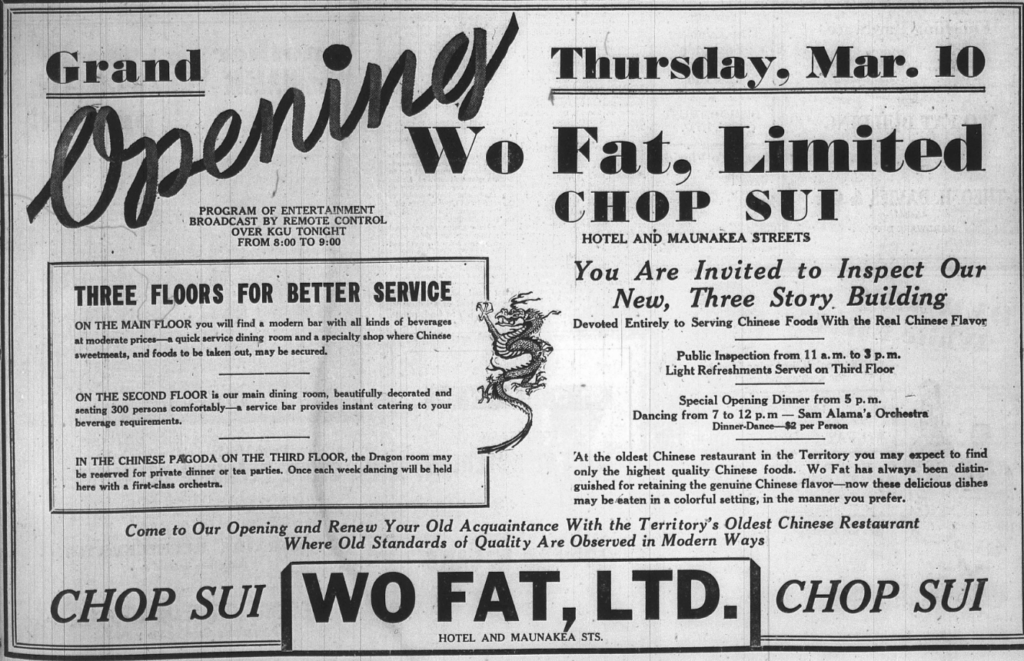 Grand
Opening
Thursday, Mar. 10
Wo Fat, Limited
CHOP SUI
HOTEL AND MAUNAKEA STREETS
PROGRAM OF ENTERTAINMENT
BROADCAST BY REMOTE CONTROL
OVER KGU TONIGHT
FROM 8:00 TO 9:00
THREE FLOORS FOR BETTER SERVICE
ON THE MAIN FLOOR you will find a modern bar with all kinds of beverages
at moderate prices—a quick service dining room and a specialty shop where Chinese
sweetmeats, and foods to be taken out, may be secured.
ON THE SECOND FLOOR is our main dining room, beautifully decorated and
seating 300 persons comfortably—a service bar provides instant catering to your
beverage requirements.
IN THE CHINESE PAGODA ON THE THIRD FLOOR, the Dragon room may
be reserved for private dinner or tea parties. Once each week dancing will be held
here with a first-class orchestra.
You Are Invited to Inspect Our
New, Three Story Building
Devoted Entirely to Serving Chinese Foods With the Real Chinese Flavor
Public Inspection from 11 a.m. to 3 p.m.
Light Refreshments Served on Third Floor
Special Opening Dinner from 5 p.m.
Dancing from 7 to 12 p.m — Sam Alama's Orchestra
Dinner-Dance—$2 per Person
At the oldest Chinese restaurant in the Territory you may expect to find
only the highest quality Chinese foods. Wo Fat has always been distin-
guished for retaining the genuine Chinese flavor—now these delicious dishes
may be eaten in a colorful setting, in the manner you prefer.
Come to Our Opening and Renew Your Old Acquaintance With the Territory's Oldest Chinese Restaurant
Where Old Standards of Quality Are Observed in Modern Ways
CHOP SUI
WO FAT, LTD.
HOTEL AND MAUNAKEA STS.
CHOP SUI